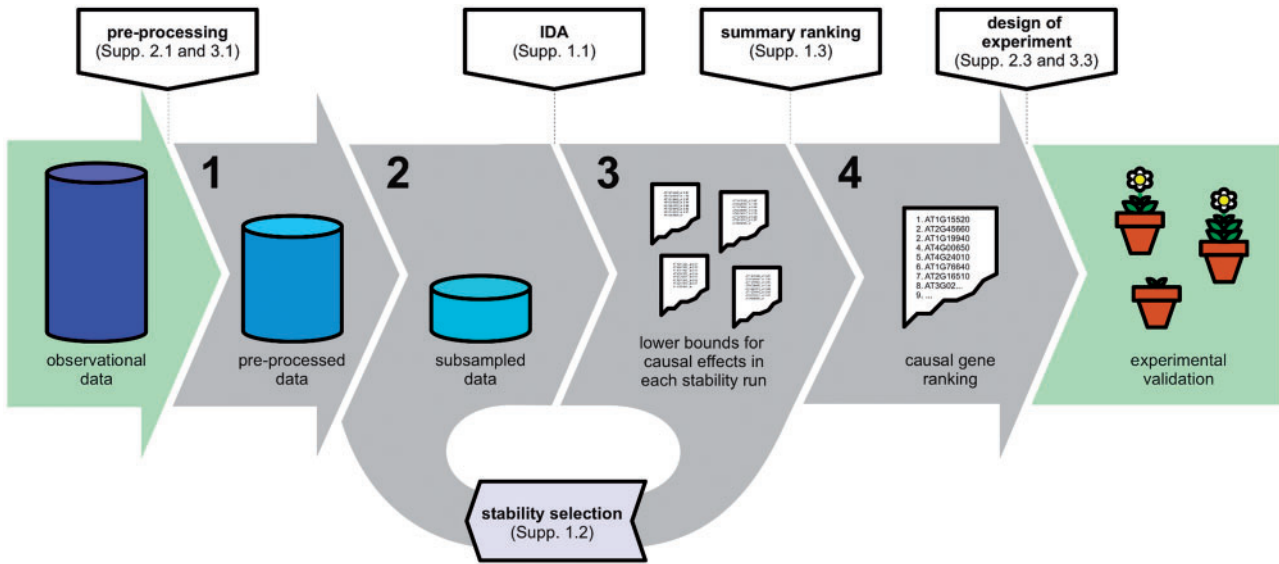 pre-processing
(Supp. 2.1 and 3.1)
IDA
(Supp. 1.1)
summary ranking
(Supp. 1.3)
design of
experiment
(Supp. 2.3 and 3.3)
1
2
3
4
1. AT1G15520
2. AT2G45660
2. AT1G19940
4. AT4G00650
5. AT4G24010
6. AT1G76640
7. AT2G16510
8. AT3G02...
9. ...
observational
data
pre-processed
data
subsampled
data
lower bounds for
causal effects in
each stability run
causal gene
ranking
experimental
validation
stability selection
(Supp. 1.2)